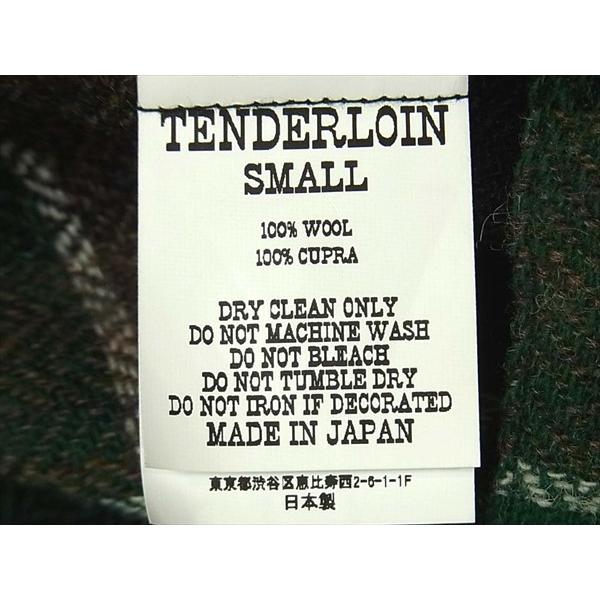 TENDERLOIN
SMALL
100% WOOL
100% CUPRA
DRY CLEAN ONLY
DO NOT MACHINE WASH
DO NOT BLEACH
DO NOT TUMBLE DRY
DO NOT IRON IF DECORATED
MADE IN JAPAN
東京都渋谷区恵比寿西2-6-1-1F
日本製